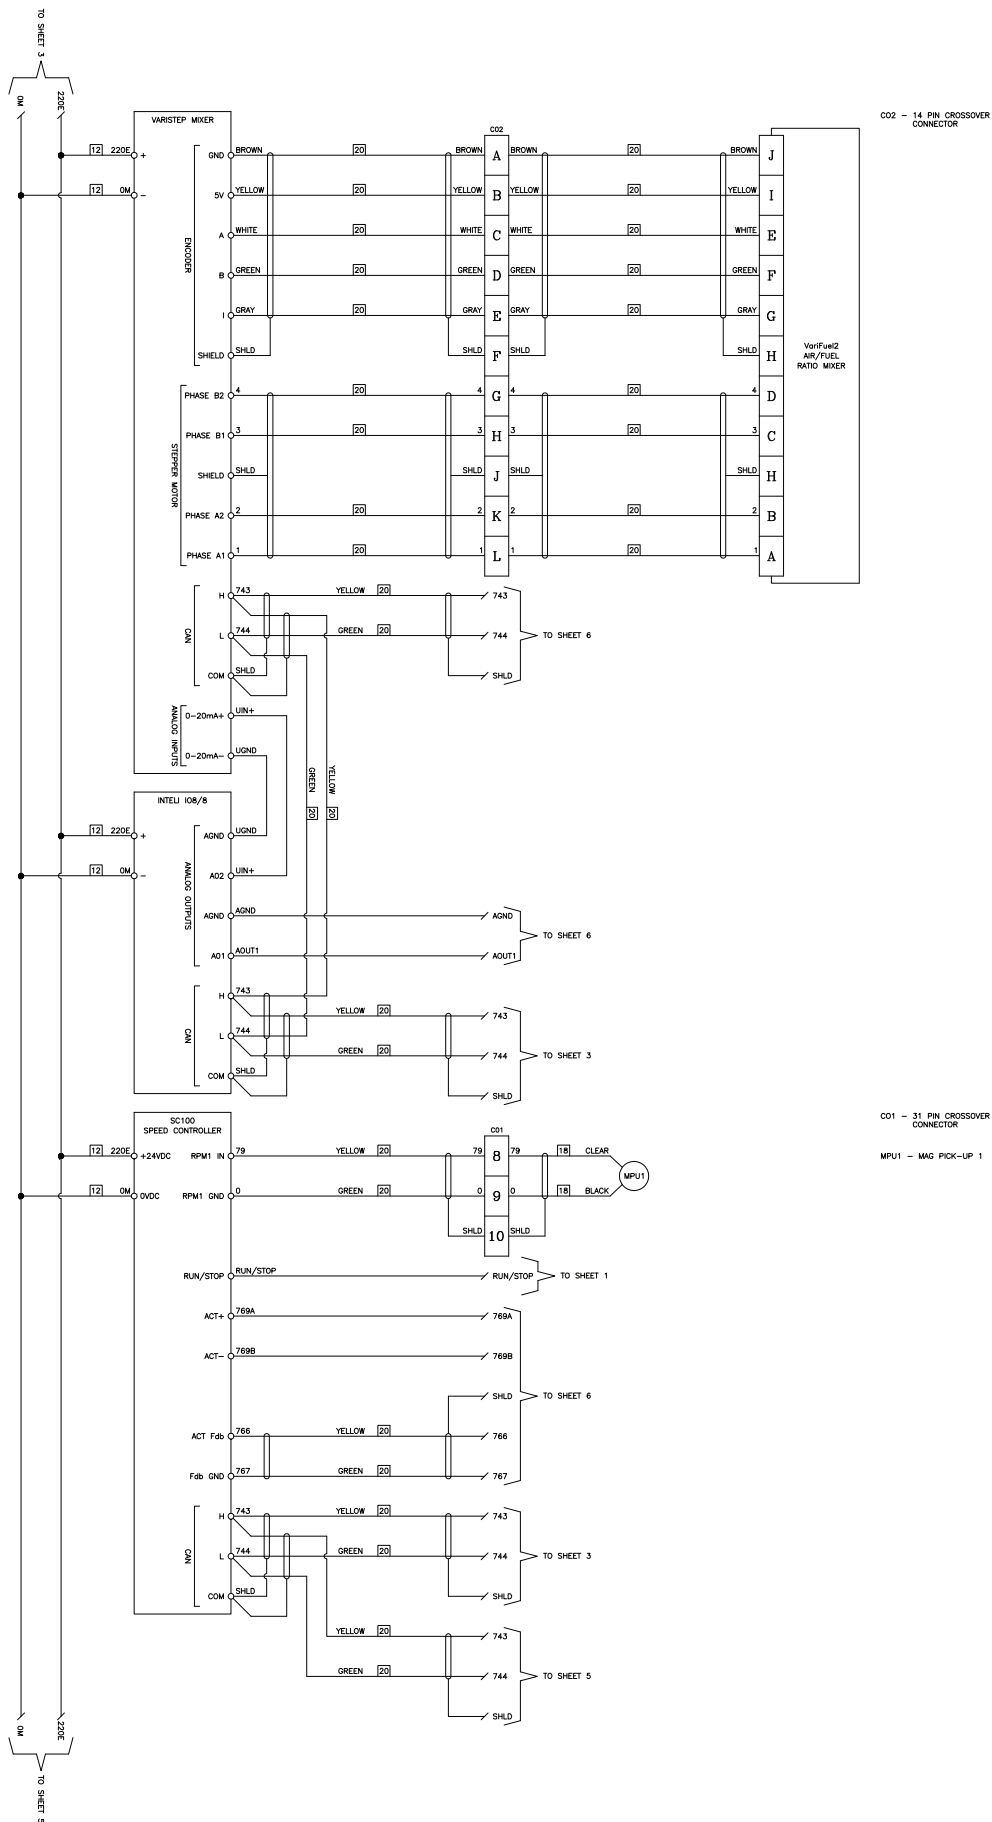 TO SHEET 3
0M
220E
CO2 - 14 PIN CROSSOVER
CONNECTOR
VARISTEP MIXER
CO2
12 220E + GND BROWN 20 BROWN A BROWN 20 BROWN J
12 0M - 5V YELLOW 20 YELLOW B YELLOW 20 YELLOW I
A WHITE 20 WHITE C WHITE 20 WHITE E
ENCODER
B GREEN 20 GREEN D GREEN 20 GREEN F
I GRAY 20 GRAY E GRAY 20 GRAY G
SHIELD SHLD SHLD F SHLD SHLD H
VariFuel2
AIR/FUEL
RATIO MIXER
PHASE B2 4 20 4 G 4 20 4 D
PHASE B1 3 20 3 H 3 20 3 C
STEPPER MOTOR
SHIELD SHLD SHLD J SHLD SHLD H
PHASE A2 2 20 2 K 2 20 2 B
PHASE A1 1 20 1 L 1 20 1 A
H 743 YELLOW 20 743
CAN
L 744 GREEN 20 744 TO SHEET 6
COM SHLD SHLD
ANALOG INPUTS
0-20mA+ UIN+
0-20mA- UGND
GREEN 20
YELLOW 20
INTELI IO8/8
12 220E + AGND UGND
12 0M - AO2 UIN+
ANALOG OUTPUTS
AGND AGND AGND
TO SHEET 6
AO1 AOUT1 AOUT1
H 743
YELLOW 20 743
CAN
L 744
GREEN 20 744 TO SHEET 3
COM SHLD
SHLD
SC100
SPEED CONTROLLER
CO1
CO1 - 31 PIN CROSSOVER
CONNECTOR
12 220E +24VDC RPM1 IN 79 YELLOW 20 79 8 79 18 CLEAR
MPU1 - MAG PICK-UP 1
MPU1
12 0M 0VDC RPM1 GND 0 GREEN 20 0 9 0 18 BLACK
SHLD 10 SHLD
RUN/STOP RUN/STOP RUN/STOP TO SHEET 1
ACT+ 769A 769A
ACT- 769B 769B
SHLD TO SHEET 6
ACT Fdb 766 YELLOW 20 766
Fdb GND 767 GREEN 20 767
H 743 YELLOW 20 743
CAN
L 744 GREEN 20 744 TO SHEET 3
COM SHLD SHLD
YELLOW 20 743
GREEN 20 744 TO SHEET 5
SHLD
0M
220E
TO SHEET 5